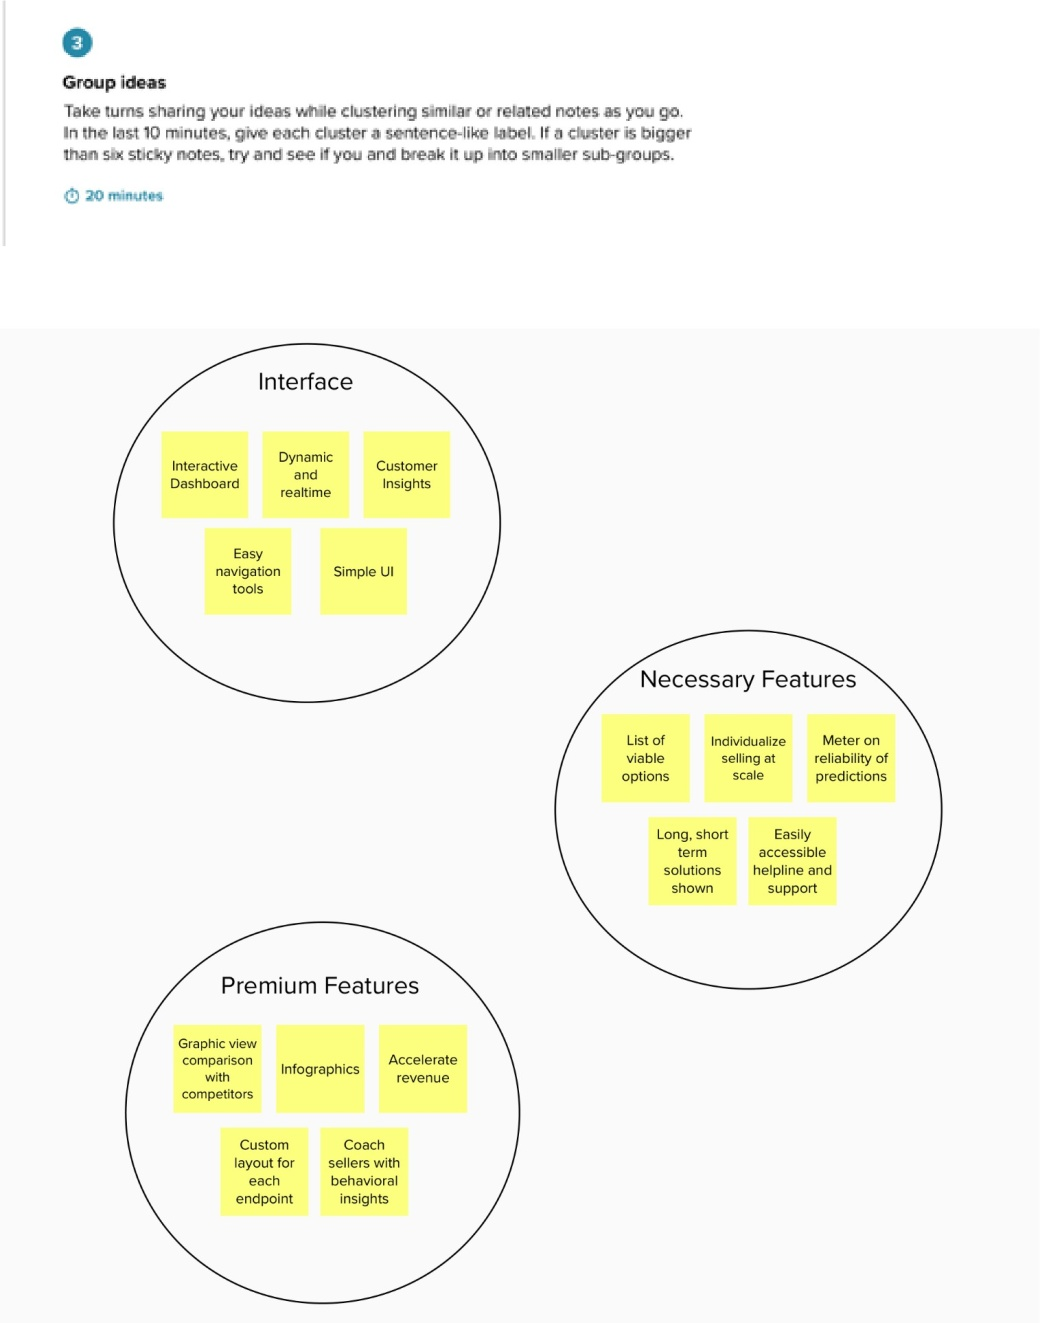 3
Group ideas
Take turns sharing your ideas while clustering similar or related notes as you go.
In the last 10 minutes, give each cluster a sentence-like label. If a cluster is bigger
than six sticky notes, try and see if you and break it up into smaller sub-groups.
20 minutes
Interface
Interactive
Dashboard
Dynamic
and
realtime
Customer
Insights
Easy
navigation
tools
Simple UI
Necessary Features
List of
viable
options
Individualize
selling at
scale
Meter on
reliability of
predictions
Long, short
term
solutions
shown
Easily
accessible
helpline and
support
Premium Features
Graphic view
comparison
with
competitors
Infographics
Accelerate
revenue
Custom
layout for
each
endpoint
Coach
sellers with
behavioral
insights